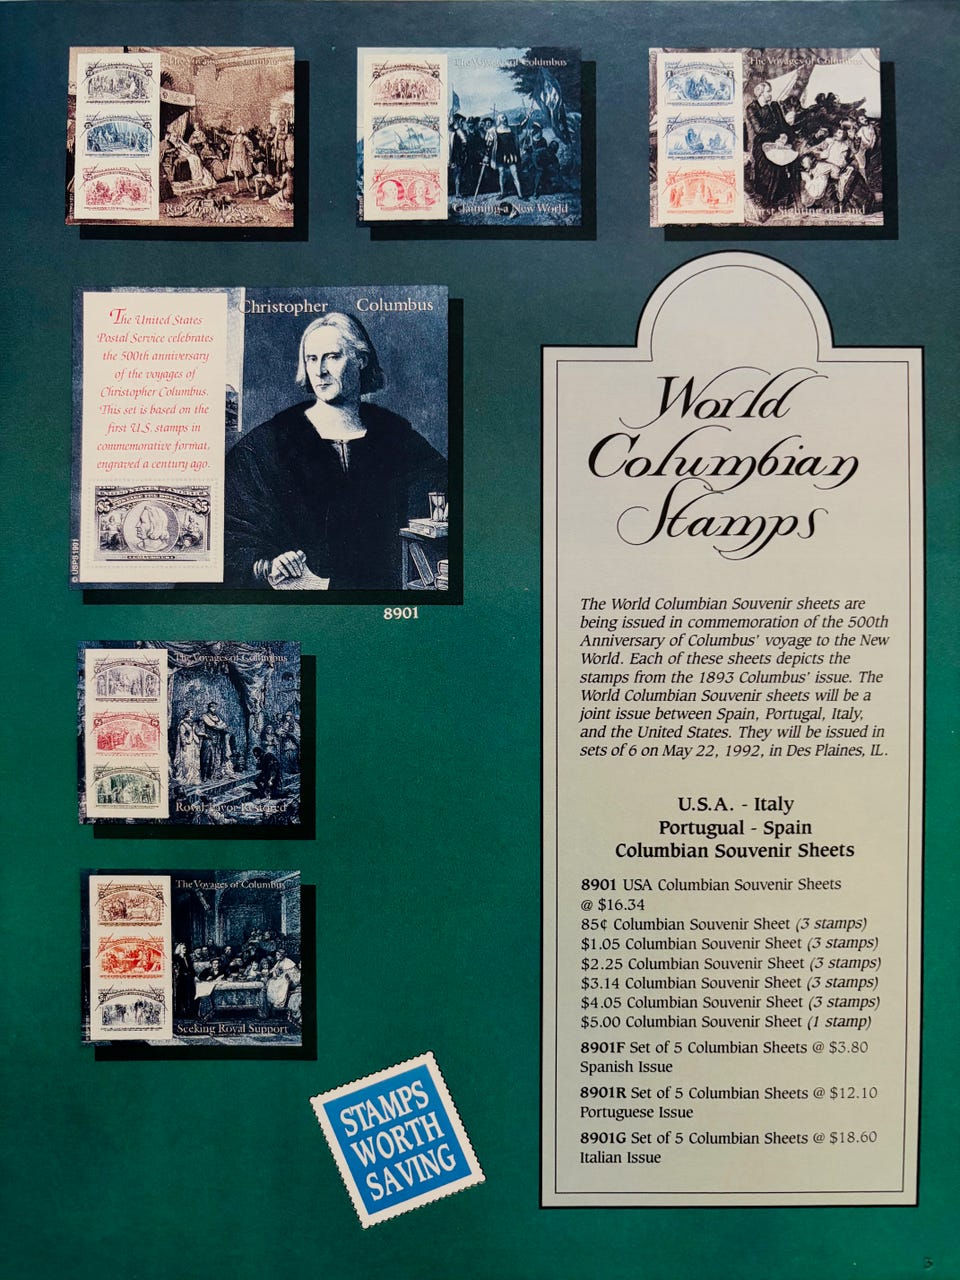 The Voyages of Columbus
The Voyages of Columbus
Claiming a New World
The Voyages of Columbus
First Sighting of Land
Christopher Columbus
The United States
Postal Service celebrates
the 500th anniversary
of the voyages of
Christopher Columbus.
This set is based on the
first U.S. stamps in
commemorative format,
engraved a century ago.
$5 $5
© USPS 1991
8901
The Voyages of Columbus
Royal Favor Restored
The Voyages of Columbus
Seeking Royal Support
STAMPS
WORTH
SAVING
World
Columbian
Stamps
The World Columbian Souvenir sheets are
being issued in commemoration of the 500th
Anniversary of Columbus' voyage to the New
World. Each of these sheets depicts the
stamps from the 1893 Columbus' issue. The
World Columbian Souvenir sheets will be a
joint issue between Spain, Portugal, Italy,
and the United States. They will be issued in
sets of 6 on May 22, 1992, in Des Plaines, IL.
U.S.A. - Italy
Portugual - Spain
Columbian Souvenir Sheets
8901 USA Columbian Souvenir Sheets
@ $16.34
85¢ Columbian Souvenir Sheet (3 stamps)
$1.05 Columbian Souvenir Sheet (3 stamps)
$2.25 Columbian Souvenir Sheet (3 stamps)
$3.14 Columbian Souvenir Sheet (3 stamps)
$4.05 Columbian Souvenir Sheet (3 stamps)
$5.00 Columbian Souvenir Sheet (1 stamp)
8901F Set of 5 Columbian Sheets @ $3.80
Spanish Issue
8901R Set of 5 Columbian Sheets @ $12.10
Portuguese Issue
8901G Set of 5 Columbian Sheets @ $18.60
Italian Issue
3